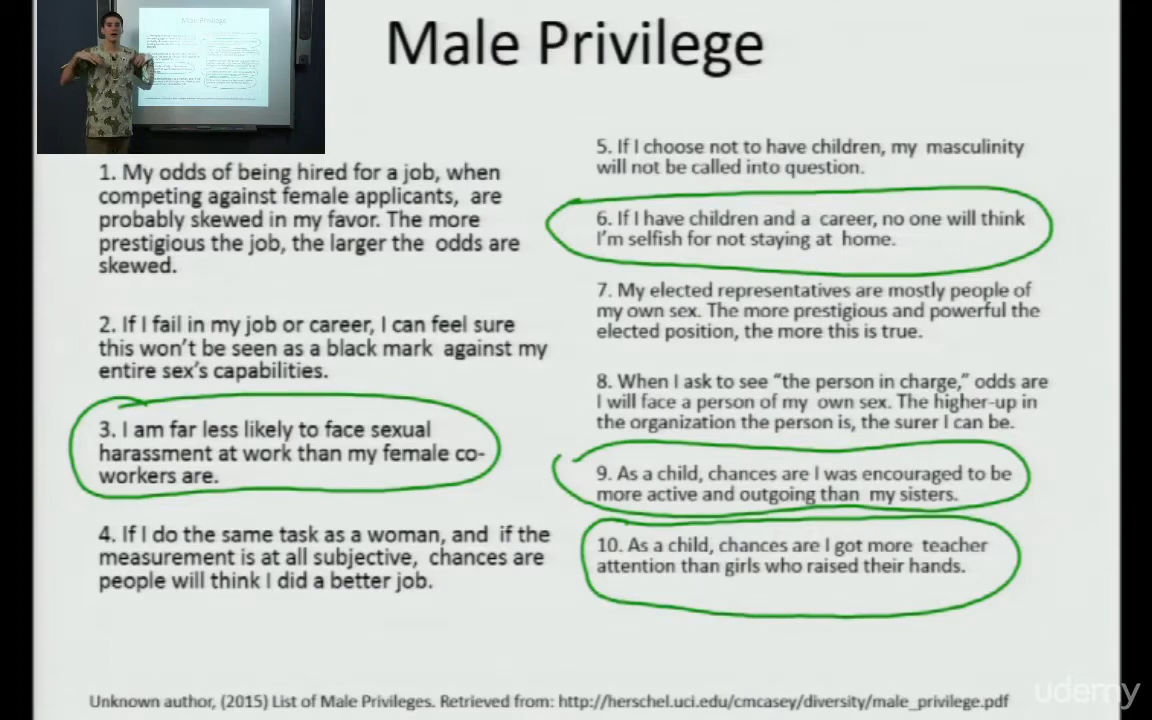 Male Privilege
Male Privilege
1. My odds of being hired for a job, when
competing against female applicants, are
probably skewed in my favor. The more
prestigious the job, the larger the odds are
skewed.
2. If I fail in my job or career, I can feel sure
this won't be seen as a black mark against my
entire sex's capabilities.
3. I am far less likely to face sexual
harassment at work than my female co-
workers are.
4. If I do the same task as a woman, and if the
measurement is at all subjective, chances are
people will think I did a better job.
5. If I choose not to have children, my masculinity
will not be called into question.
6. If I have children and a career, no one will think
I'm selfish for not staying at home.
7. My elected representatives are mostly people of
my own sex. The more prestigious and powerful the
elected position, the more this is true.
8. When I ask to see “the person in charge,” odds are
I will face a person of my own sex. The higher-up in
the organization the person is, the surer I can be.
9. As a child, chances are I was encouraged to be
more active and outgoing than my sisters.
10. As a child, chances are I got more teacher
attention than girls who raised their hands.
Unknown author, (2015) List of Male Privileges. Retrieved from: http://herschel.uci.edu/cmcasey/diversity/male_privilege.pdf
udemy